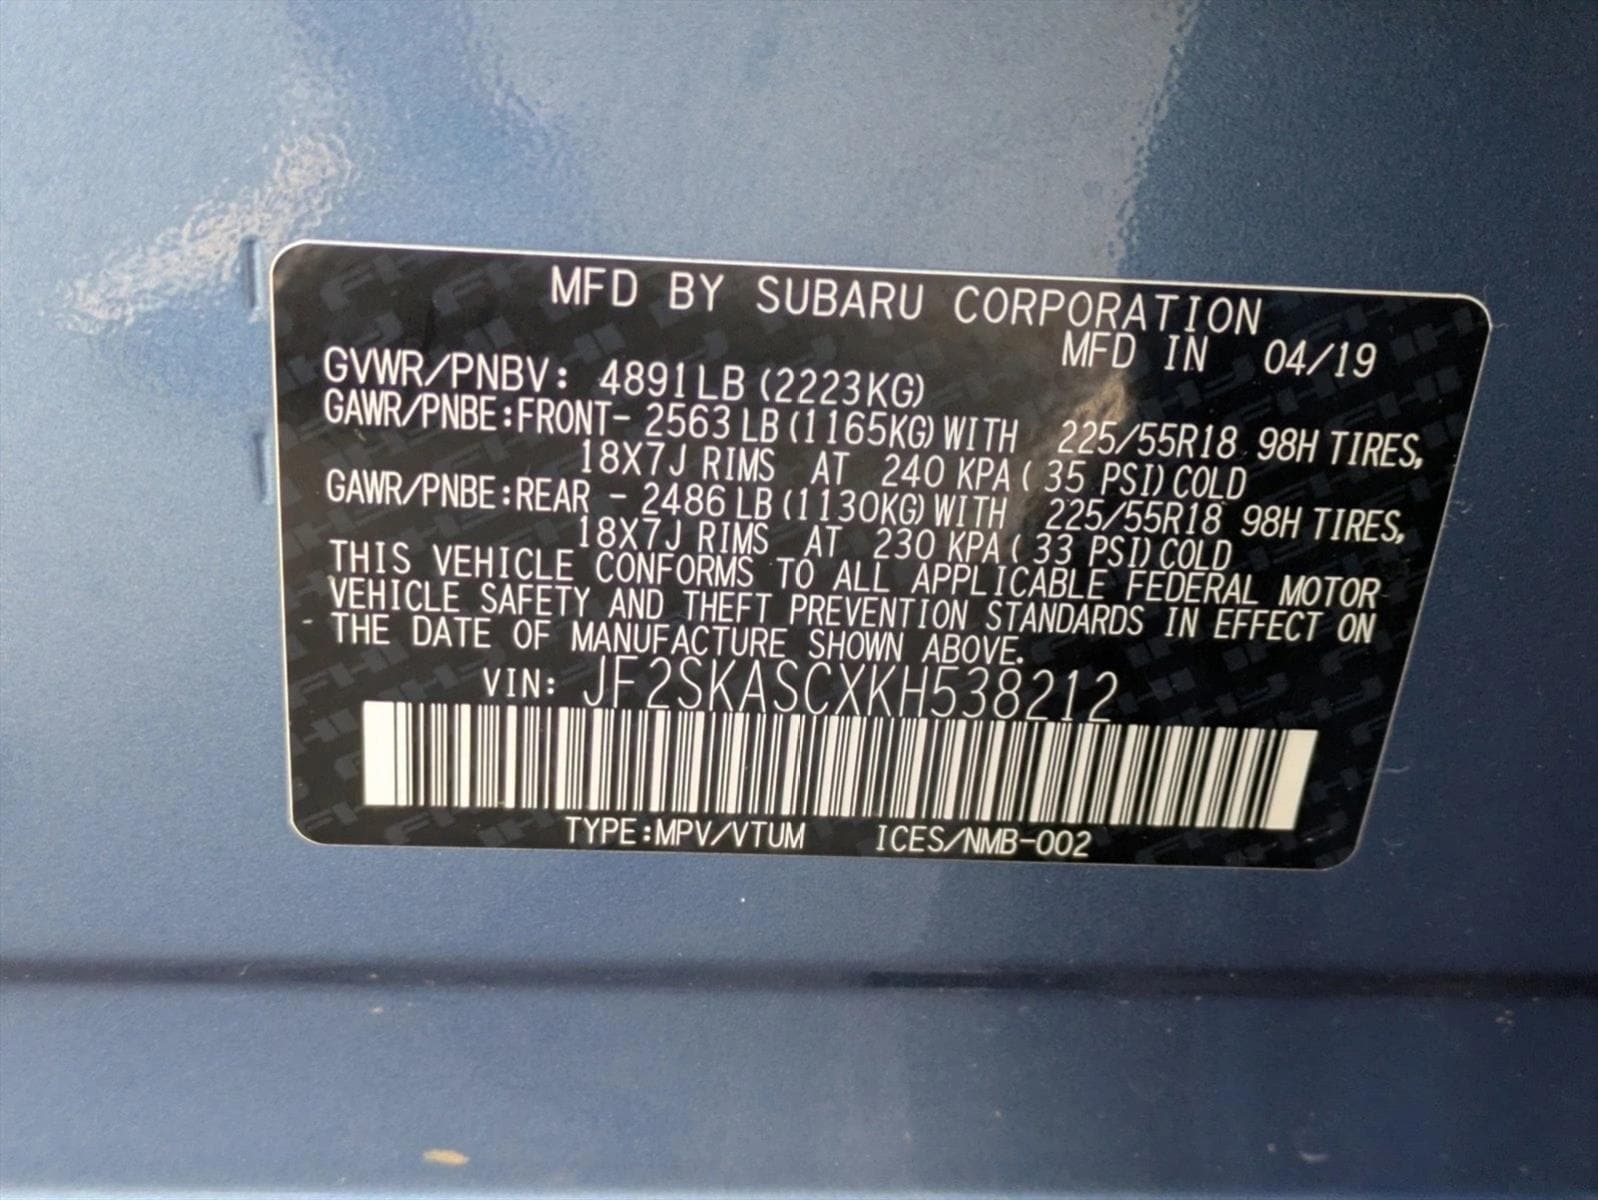 MFD BY SUBARU CORPORATION
MFD IN 04/19
GVWR/PNBV: 4891LB (2223KG)
GAWR/PNBE:FRONT- 2563 LB (1165KG) WITH 225/55R18 98H TIRES,
18X7J RIMS AT 240 KPA ( 35 PSI) COLD
GAWR/PNBE:REAR - 2486 LB (1130KG) WITH 225/55R18 98H TIRES,
18X7J RIMS AT 230 KPA ( 33 PSI) COLD
THIS VEHICLE CONFORMS TO ALL APPLICABLE FEDERAL MOTOR
VEHICLE SAFETY AND THEFT PREVENTION STANDARDS IN EFFECT ON
THE DATE OF MANUFACTURE SHOWN ABOVE.
VIN: JF2SKASCXKH538212
TYPE:MPV/VTUM ICES/NMB-002